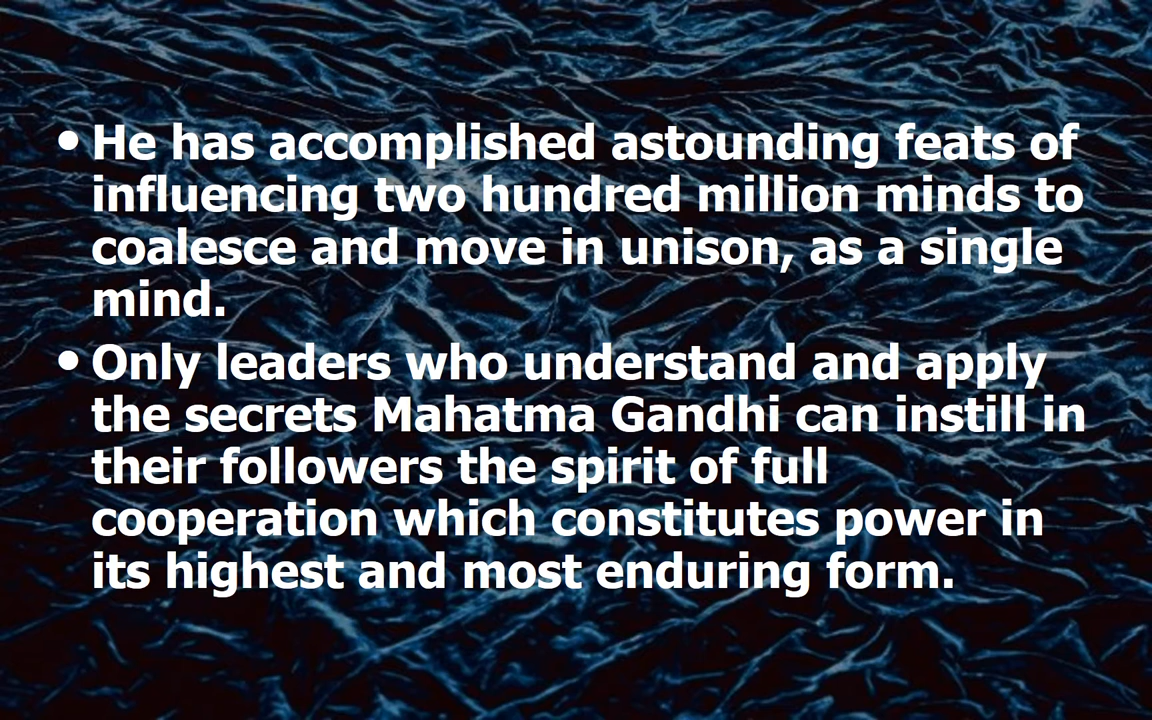 • He has accomplished astounding feats of
influencing two hundred million minds to
coalesce and move in unison, as a single
mind.
• Only leaders who understand and apply
the secrets Mahatma Gandhi can instill in
their followers the spirit of full
cooperation which constitutes power in
its highest and most enduring form.